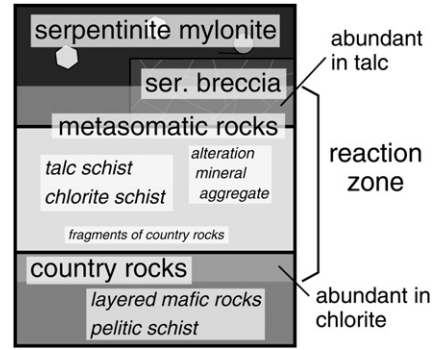 serpentinite mylonite
abundant
in talc
ser. breccia
metasomatic rocks
talc schist
chlorite schist
alteration
mineral
aggregate
reaction
zone
fragments of country rocks
country rocks
layered mafic rocks
pelitic schist
abundant in
chlorite